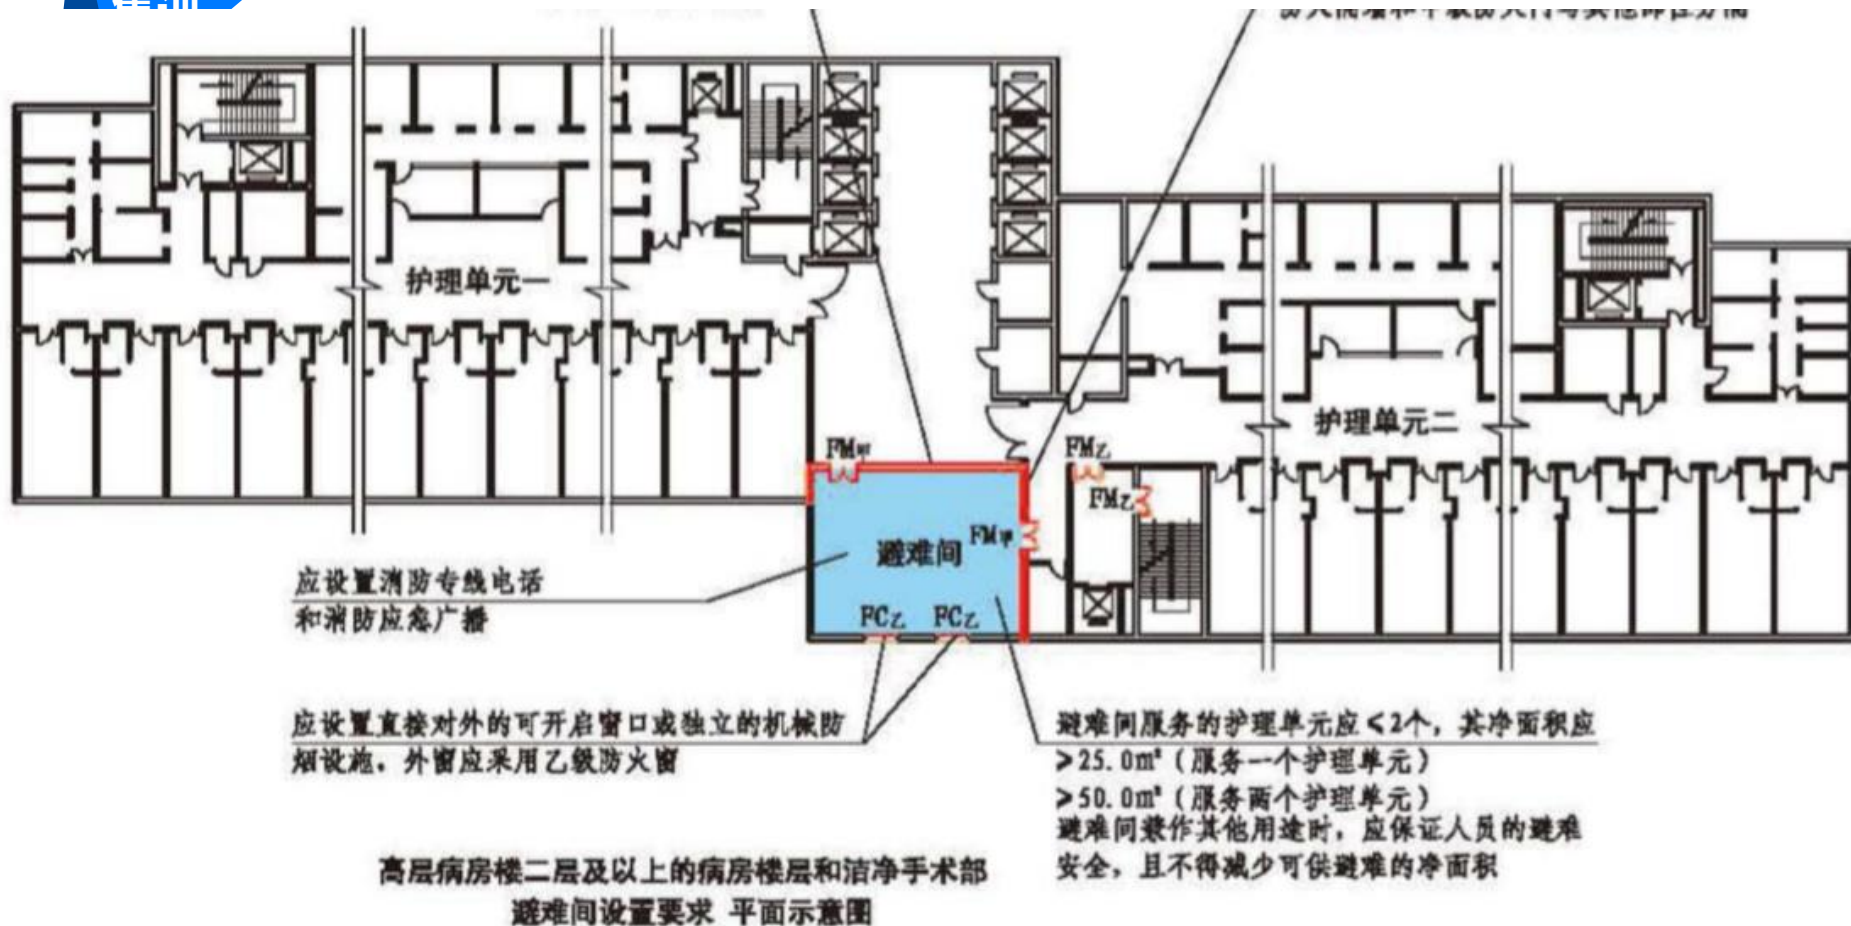 护理单元一
护理单元二
FM甲
FM乙
FM乙
FM甲
避难间
应设置消防专线电话
和消防应急广播
FC乙
FC乙
应设置直接对外的可开启窗口或独立的机械防
烟设施，外窗应采用乙级防火窗
避难间服务的护理单元应≤2个，其净面积应
≥25.0m²（服务一个护理单元）
≥50.0m²（服务两个护理单元）
避难间兼作其他用途时，应保证人员的避难
安全，且不得减少可供避难的净面积
高层病房楼二层及以上的病房楼层和洁净手术部
避难间设置要求 平面示意图